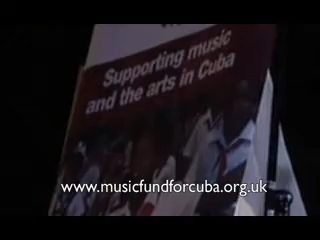 Supporting music
and the arts in Cuba
www.musicfundforcuba.org.uk